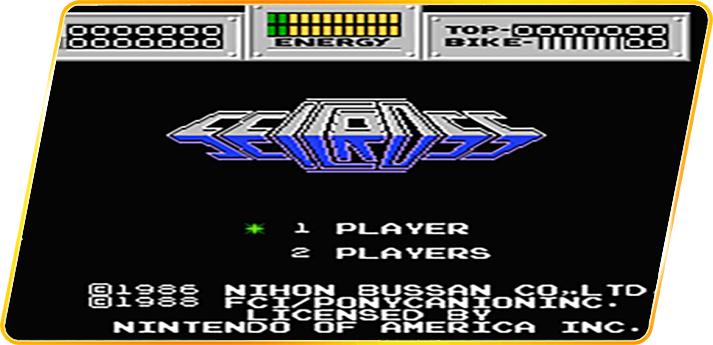 0000000
0000000
ENERGY
TOP-0000000
BIKE-00
SEICROSS
1 PLAYER
2 PLAYERS
©1986 NIHON BUSSAN CO.,LTD
©1988 FCI/PONYCANIONINC.
LICENSED BY
NINTENDO OF AMERICA INC.